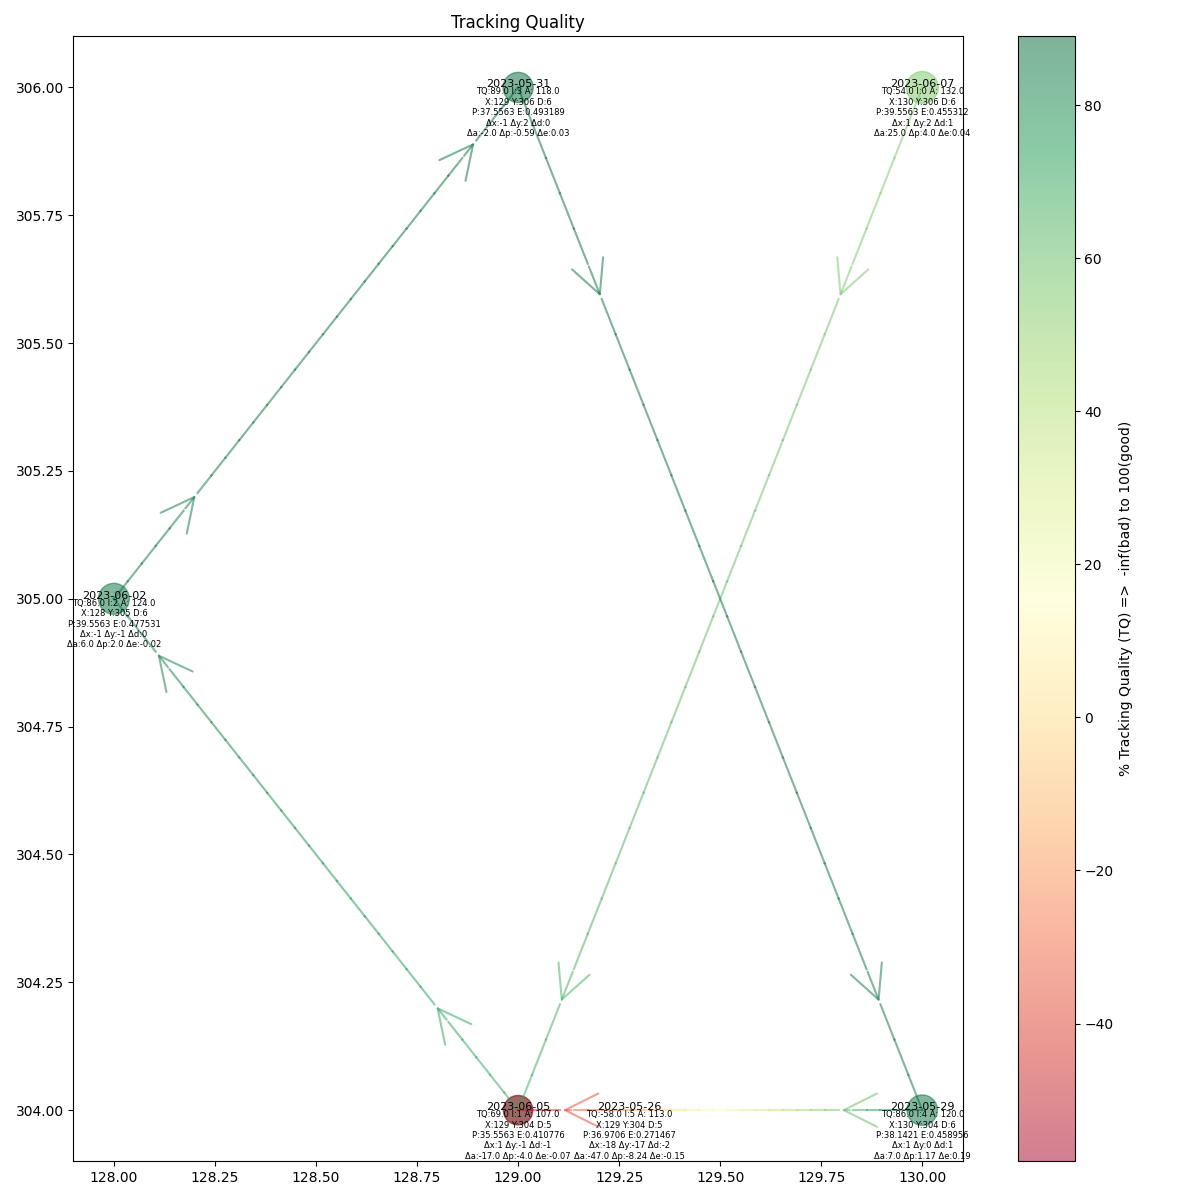 Tracking Quality
306.00
305.75
305.50
305.25
305.00
304.75
304.50
304.25
304.00
2023-05-31
TQ:89.0 I:3 A: 118.0
X:129 Y:306 D:6
P:37.5563 E:0.493189
Δx:-1 Δy:2 Δd:0
Δa:-2.0 Δp:-0.59 Δe:0.03
2023-06-07
TQ:54.0 I:0 A: 132.0
X:130 Y:306 D:6
P:39.5563 E:0.455312
Δx:1 Δy:2 Δd:1
Δa:25.0 Δp:4.0 Δe:0.04
2023-06-02
TQ:86.0 I:2 A: 124.0
X:128 Y:305 D:6
P:39.5563 E:0.477531
Δx:-1 Δy:-1 Δd:0
Δa:6.0 Δp:2.0 Δe:-0.02
2023-06-05
TQ:69.0 I:1 A: 107.0
X:129 Y:304 D:5
P:35.5563 E:0.410776
Δx:1 Δy:-1 Δd:-1
Δa:-17.0 Δp:-4.0 Δe:-0.07
2023-05-26
TQ:-58.0 I:5 A: 113.0
X:129 Y:304 D:5
P:36.9706 E:0.271467
Δx:-18 Δy:-17 Δd:-2
Δa:-47.0 Δp:-8.24 Δe:-0.15
2023-05-29
TQ:86.0 I:4 A: 120.0
X:130 Y:304 D:6
P:38.1421 E:0.458956
Δx:1 Δy:0 Δd:1
Δa:7.0 Δp:1.17 Δe:0.19
128.00 128.25 128.50 128.75 129.00 129.25 129.50 129.75 130.00
80
60
40
20
0
−20
−40
% Tracking Quality (TQ) => -inf(bad) to 100(good)